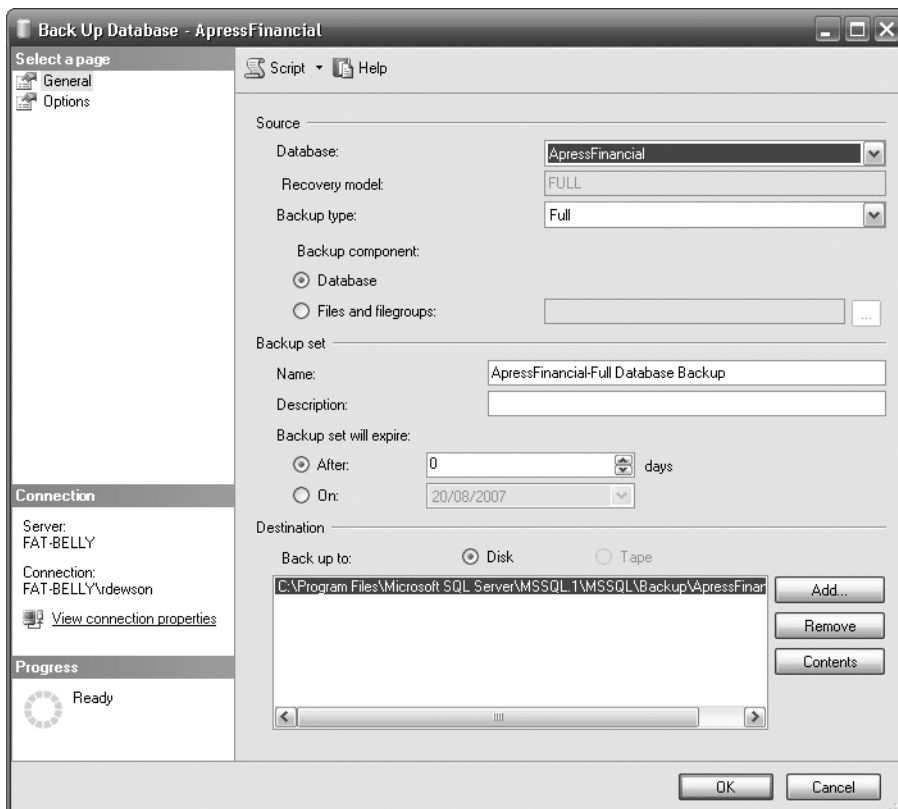 Back Up Database - ApressFinancial
Select a page
General
Options
Script
Help
Source
Database:
ApressFinancial
Recovery model:
FULL
Backup type:
Full
Backup component:
Database
Files and filegroups:
...
Backup set
Name:
ApressFinancial-Full Database Backup
Description:
Backup set will expire:
After:
0
days
On:
20/08/2007
Destination
Back up to:
Disk
Tape
C:\Program Files\Microsoft SQL Server\MSSQL.1\MSSQL\Backup\ApressFinan
Add...
Remove
Contents
Connection
Server:
FAT-BELLY
Connection:
FAT-BELLY\rdewson
View connection properties
Progress
Ready
OK
Cancel